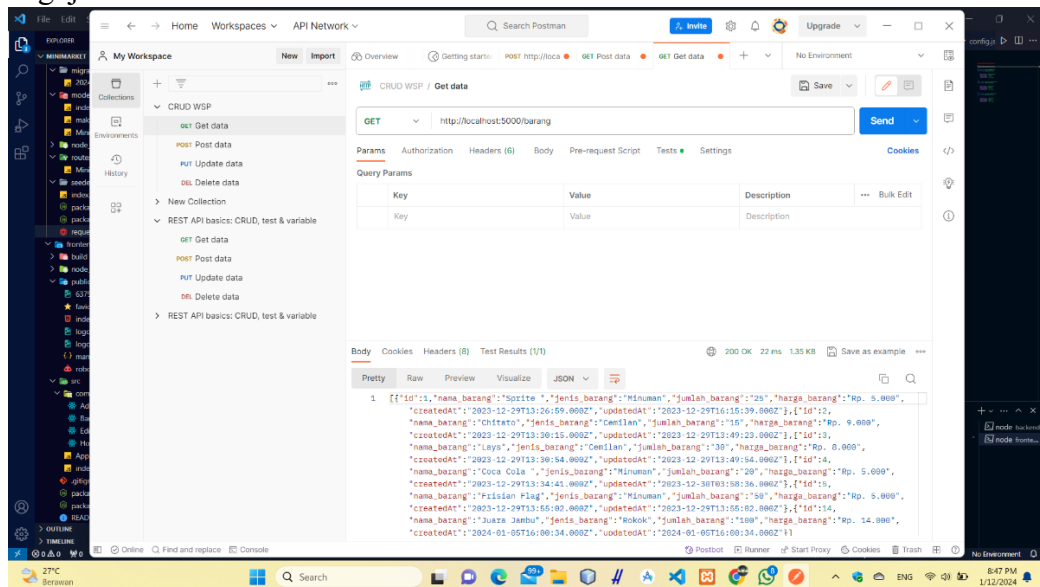 File Edit
Home Workspaces API Network
Search Postman
Invite
Upgrade
EXPLORER
MINIMARKET
My Workspace
New Import
Overview
Getting starte
POST http://loca
GET Post data
GET Get data
No Environment
Collections
Environments
History
CRUD WSP
GET Get data
POST Post data
PUT Update data
DEL Delete data
New Collection
REST API basics: CRUD, test & variable
GET Get data
POST Post data
PUT Update data
DEL Delete data
REST API basics: CRUD, test & variable
HTTP CRUD WSP / Get data
Save
GET http://localhost:5000/barang
Send
Params Authorization Headers (6) Body Pre-request Script Tests Settings
Cookies
Query Params
Key Value Description Bulk Edit
Key Value Description
Body Cookies Headers (8) Test Results (1/1)
200 OK 22 ms 1.35 KB Save as example
Pretty Raw Preview Visualize JSON
1 [{"id":1,"nama_barang":"Sprite ","jenis_barang":"Minuman","jumlah_barang":"25","harga_barang":"Rp. 5.000",
"createdAt":"2023-12-29T13:26:59.000Z","updatedAt":"2023-12-29T16:15:39.000Z"},{"id":2,
"nama_barang":"Chitato","jenis_barang":"Cemilan","jumlah_barang":"15","harga_barang":"Rp. 9.000",
"createdAt":"2023-12-29T13:30:15.000Z","updatedAt":"2023-12-29T13:49:23.000Z"},{"id":3,
"nama_barang":"Lays","jenis_barang":"Cemilan","jumlah_barang":"30","harga_barang":"Rp. 8.000",
"createdAt":"2023-12-29T13:30:54.000Z","updatedAt":"2023-12-29T13:49:54.000Z"},{"id":4,
"nama_barang":"Coca Cola ","jenis_barang":"Minuman","jumlah_barang":"20","harga_barang":"Rp. 5.000",
"createdAt":"2023-12-29T13:34:41.000Z","updatedAt":"2023-12-30T03:58:36.000Z"},{"id":5,
"nama_barang":"Frisian Flag","jenis_barang":"Minuman","jumlah_barang":"50","harga_barang":"Rp. 5.000",
"createdAt":"2023-12-29T13:55:02.000Z","updatedAt":"2023-12-29T13:55:02.000Z"},{"id":14,
"nama_barang":"Juara Jambu","jenis_barang":"Rokok","jumlah_barang":"100","harga_barang":"Rp. 14.000",
"createdAt":"2024-01-05T16:00:34.000Z","updatedAt":"2024-01-05T16:00:34.000Z"}]
OUTLINE
TIMELINE
Online Find and replace Console
Postbot Runner Start Proxy Cookies Trash
No Environment
27°C
Berawan
Search
ENG
8:47 PM
1/12/2024